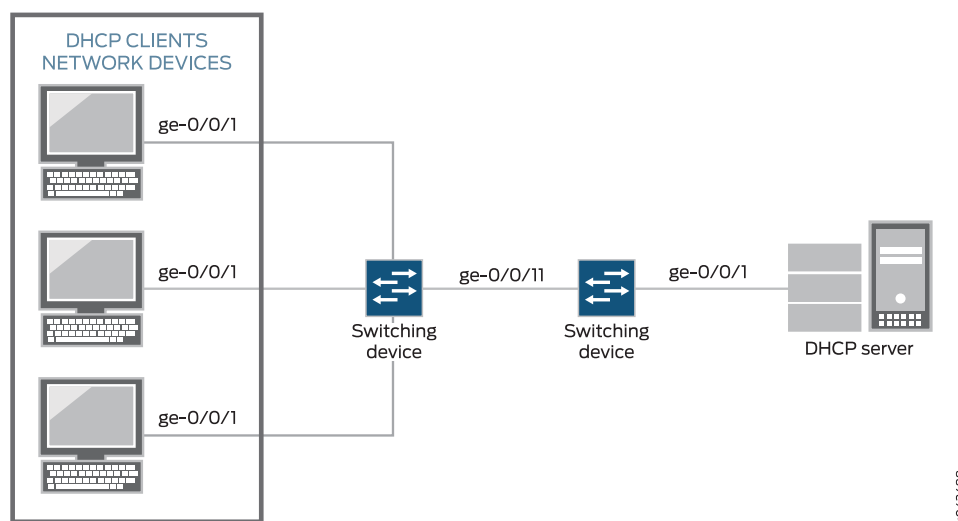 DHCP CLIENTS
NETWORK DEVICES
ge-0/0/1
ge-0/0/1
ge-0/0/11
ge-0/0/1
Switching
device
Switching
device
DHCP server
ge-0/0/1